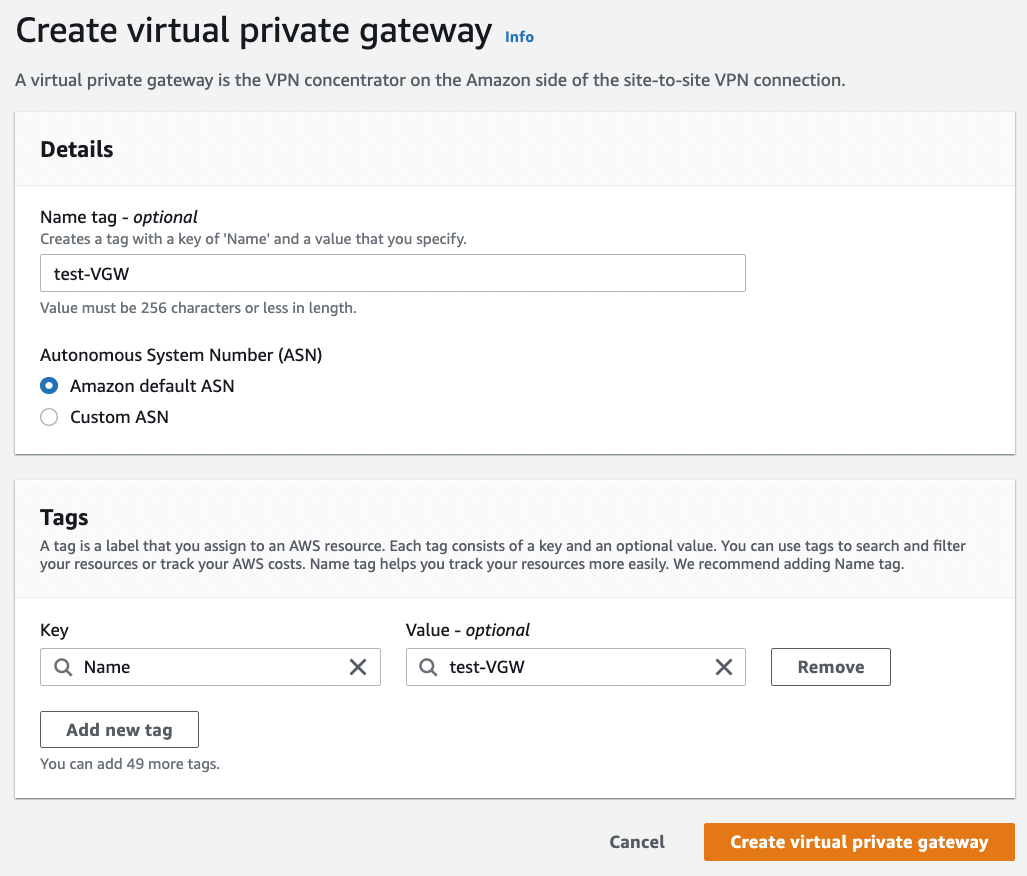 Create virtual private gateway Info
A virtual private gateway is the VPN concentrator on the Amazon side of the site-to-site VPN connection.
Details
Name tag - optional
Creates a tag with a key of 'Name' and a value that you specify.
test-VGW
Value must be 256 characters or less in length.
Autonomous System Number (ASN)
Amazon default ASN
Custom ASN
Tags
A tag is a label that you assign to an AWS resource. Each tag consists of a key and an optional value. You can use tags to search and filter
your resources or track your AWS costs. Name tag helps you track your resources more easily. We recommend adding Name tag.
Key Value - optional
Name test-VGW Remove
Add new tag
You can add 49 more tags.
Cancel Create virtual private gateway